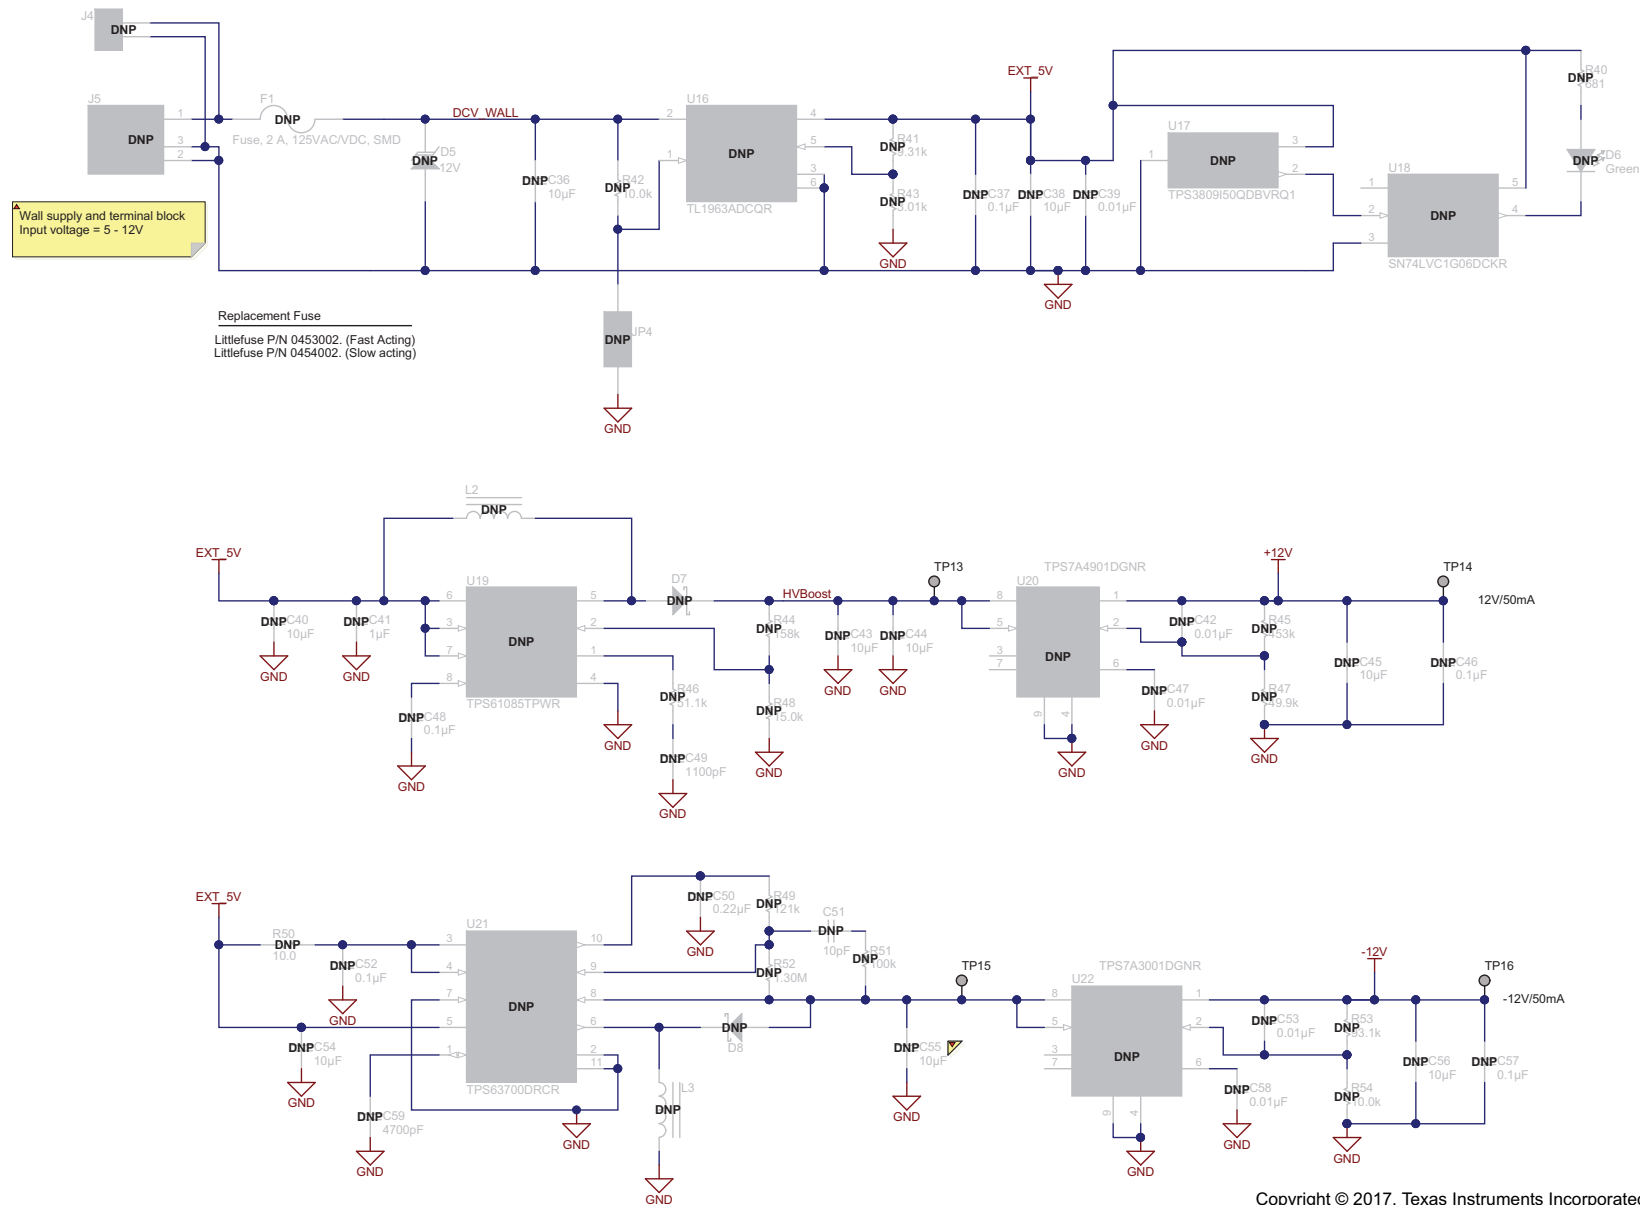 J4
DNP
J5
DNP
1
3
2
F1
DNP
Fuse, 2 A, 125VAC/VDC, SMD
DCV_WALL
DNP D5
12V
DNP C36
10µF
DNP R42
10.0k
U16
DNP
TL1963ADCQR
2
1
4
5
3
6
DNP R41
9.31k
DNP R43
3.01k
GND
EXT_5V
DNP C37
0.1µF
DNP C38
10µF
DNP C39
0.01µF
GND
U17
DNP
TPS3809I50QDBVRQ1
1
3
2
U18
DNP
SN74LVC1G06DCKR
1
2
3
5
4
DNP R40
681
DNP D6
Green
Wall supply and terminal block
Input voltage = 5 - 12V
Replacement Fuse
Littlefuse P/N 0453002. (Fast Acting)
Littlefuse P/N 0454002. (Slow acting)
DNP JP4
GND
EXT_5V
L2
DNP
DNP C40
10µF
GND
DNP C41
1µF
GND
U19
DNP
TPS61085TPWR
6
3
7
8
5
2
1
4
DNP C48
0.1µF
GND
GND
D7
DNP
HVBoost
DNP R44
158k
DNP R46
51.1k
DNP R48
15.0k
GND
DNP C49
1100pF
GND
DNP C43
10µF
GND
DNP C44
10µF
GND
TP13
TPS7A4901DGNR
U20
DNP
8
5
3
7
9
4
1
2
6
GND
DNP C42
0.01µF
DNP C47
0.01µF
GND
+12V
DNP R45
453k
DNP R47
49.9k
GND
DNP C45
10µF
DNP C46
0.1µF
TP14
12V/50mA
EXT_5V
R50
DNP
10.0
DNP C52
0.1µF
GND
DNP C54
10µF
GND
DNP C59
4700pF
GND
U21
DNP
TPS63700DRCR
3
4
7
5
1
10
9
8
6
2
11
GND
DNP C50
0.22µF
GND
DNP R49
121k
DNP R52
1.30M
C51
DNP
10pF
R51
DNP
100k
DNP
D8
DNP L3
GND
DNP C55
10µF
GND
TP15
TPS7A3001DGNR
U22
DNP
8
5
3
7
9
4
1
2
6
GND
DNP C53
0.01µF
DNP C58
0.01µF
GND
-12V
DNP R53
93.1k
DNP R54
10.0k
GND
DNP C56
10µF
DNP C57
0.1µF
TP16
-12V/50mA
Copyright © 2017, Texas Instruments Incorporated